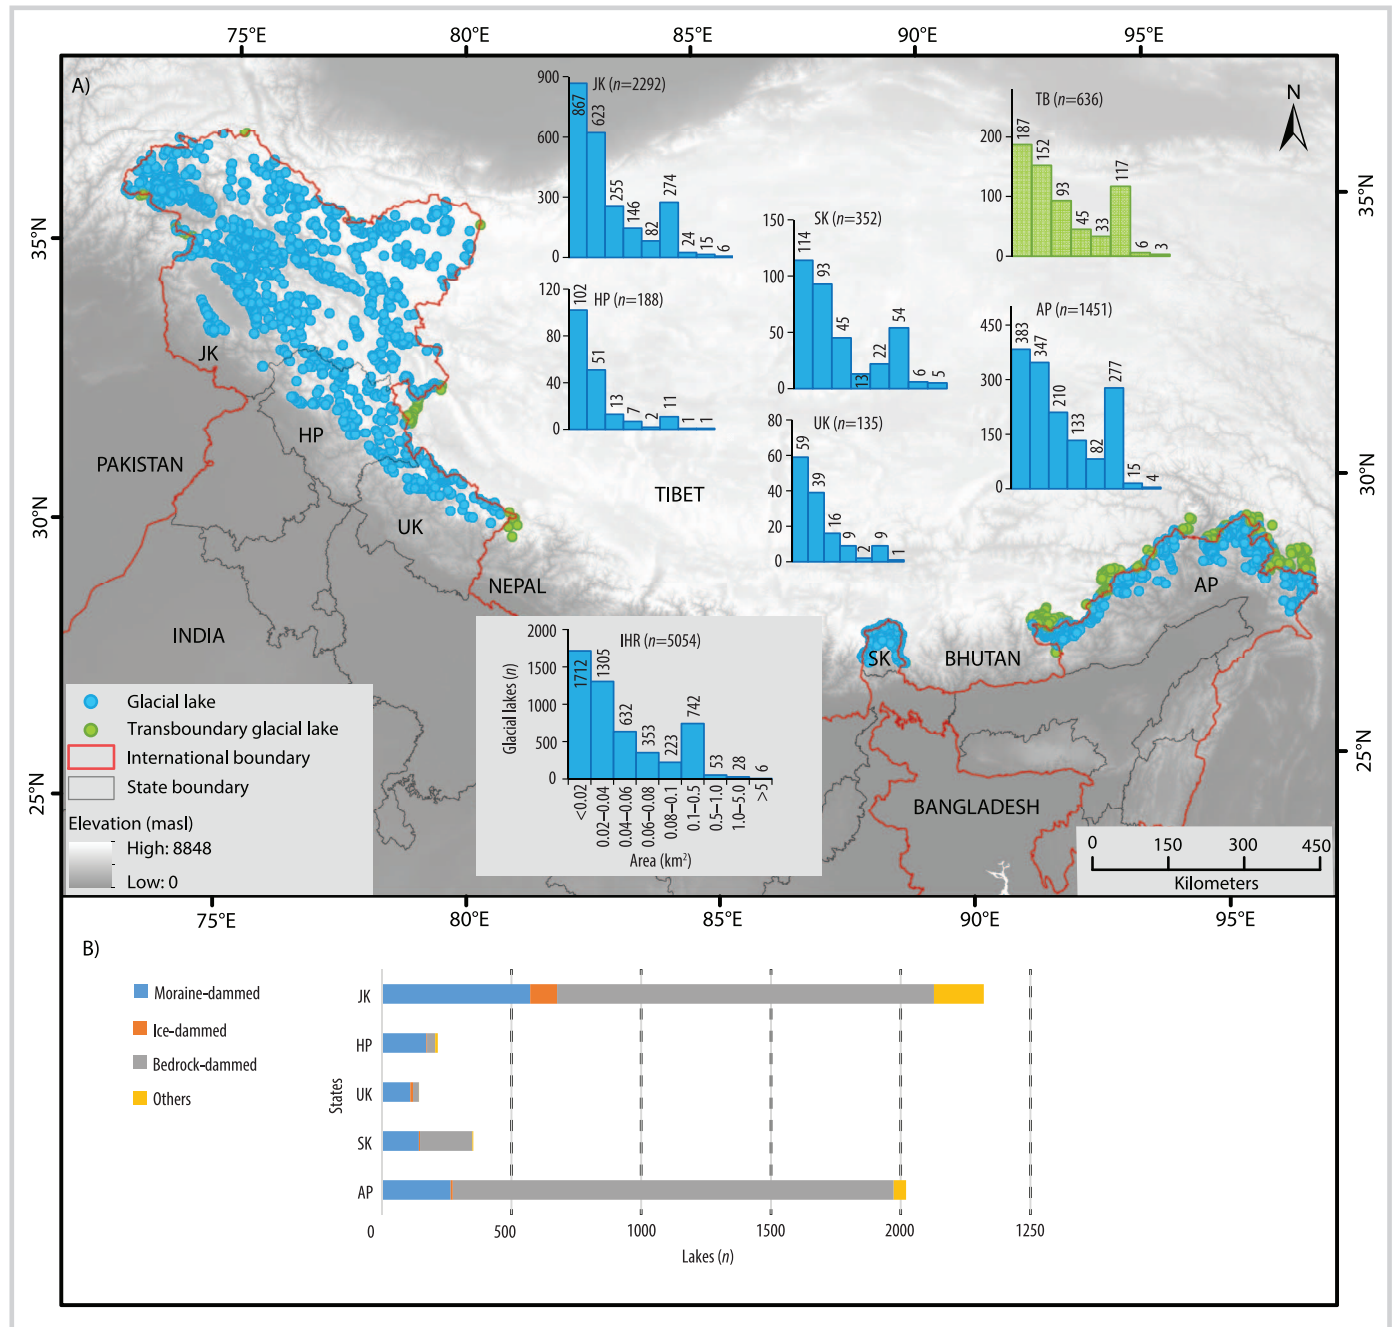 75°E 80°E 85°E 90°E 95°E
A)
N
35°N
30°N
25°N
35°N
30°N
25°N
JK (n=2292)
900
600
300
0
867 623 255 146 82 274 24 15 6
HP (n=188)
120
80
40
0
102 51 13 7 2 11 1 1
SK (n=352)
150
100
50
0
114 93 45 13 22 54 6 5
UK (n=135)
80
60
40
20
0
59 39 16 9 2 9 1
TB (n=636)
200
100
0
187 152 93 45 33 117 6 3
AP (n=1451)
450
300
150
0
383 347 210 133 82 277 15 4
JK
HP
PAKISTAN
UK
TIBET
NEPAL
INDIA
SK
BHUTAN
AP
BANGLADESH
IHR (n=5054)
Glacial lakes (n)
2000
1500
1000
500
0
1712 1305 632 353 223 742 53 28 6
<0.02 0.02–0.04 0.04–0.06 0.06–0.08 0.08–0.1 0.1–0.5 0.5–1.0 1.0–5.0 >5
Area (km²)
Glacial lake
Transboundary glacial lake
International boundary
State boundary
Elevation (masl)
High: 8848
Low: 0
0 150 300 450
Kilometers
75°E 80°E 85°E 90°E 95°E
B)
Moraine-dammed
Ice-dammed
Bedrock-dammed
Others
States
JK
HP
UK
SK
AP
0 500 1000 1500 2000 1250
Lakes (n)